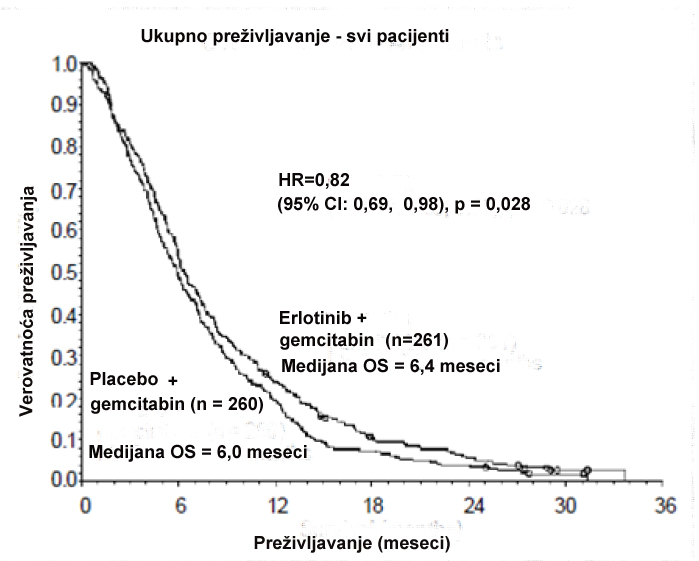 Ukupno preživljavanje - svi pacijenti
1.0
0.9
0.8
0.7
0.6
0.5
0.4
0.3
0.2
0.1
0.0
Verovatnoća preživljavanja
HR=0,82
(95% CI: 0,69, 0,98), p = 0,028
Erlotinib +
gemcitabin (n=261)
Medijana OS = 6,4 meseci
Placebo +
gemcitabin (n = 260)
Medijana OS = 6,0 meseci
0 6 12 18 24 30 36
Preživljavanje (meseci)